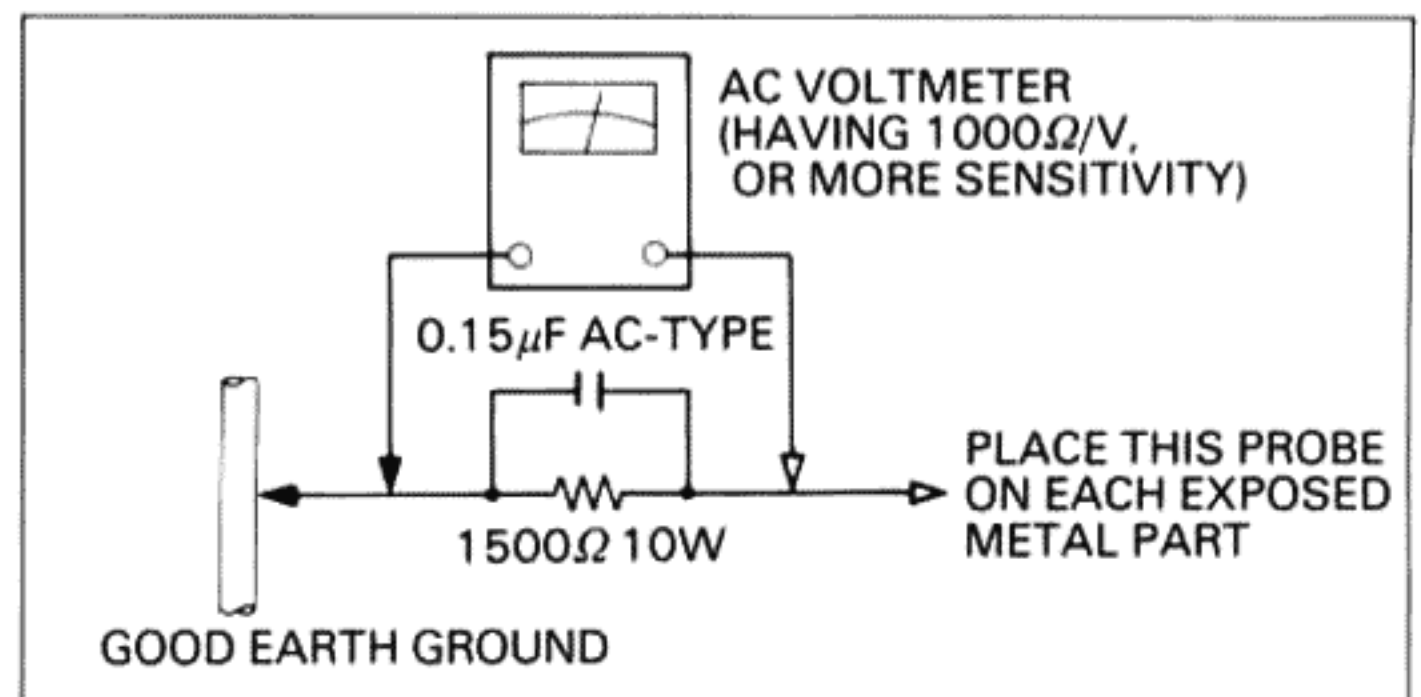 AC VOLTMETER
(HAVING 1000Ω/V,
OR MORE SENSITIVITY)
0.15μF AC-TYPE
PLACE THIS PROBE
ON EACH EXPOSED
METAL PART
1500Ω 10W
GOOD EARTH GROUND